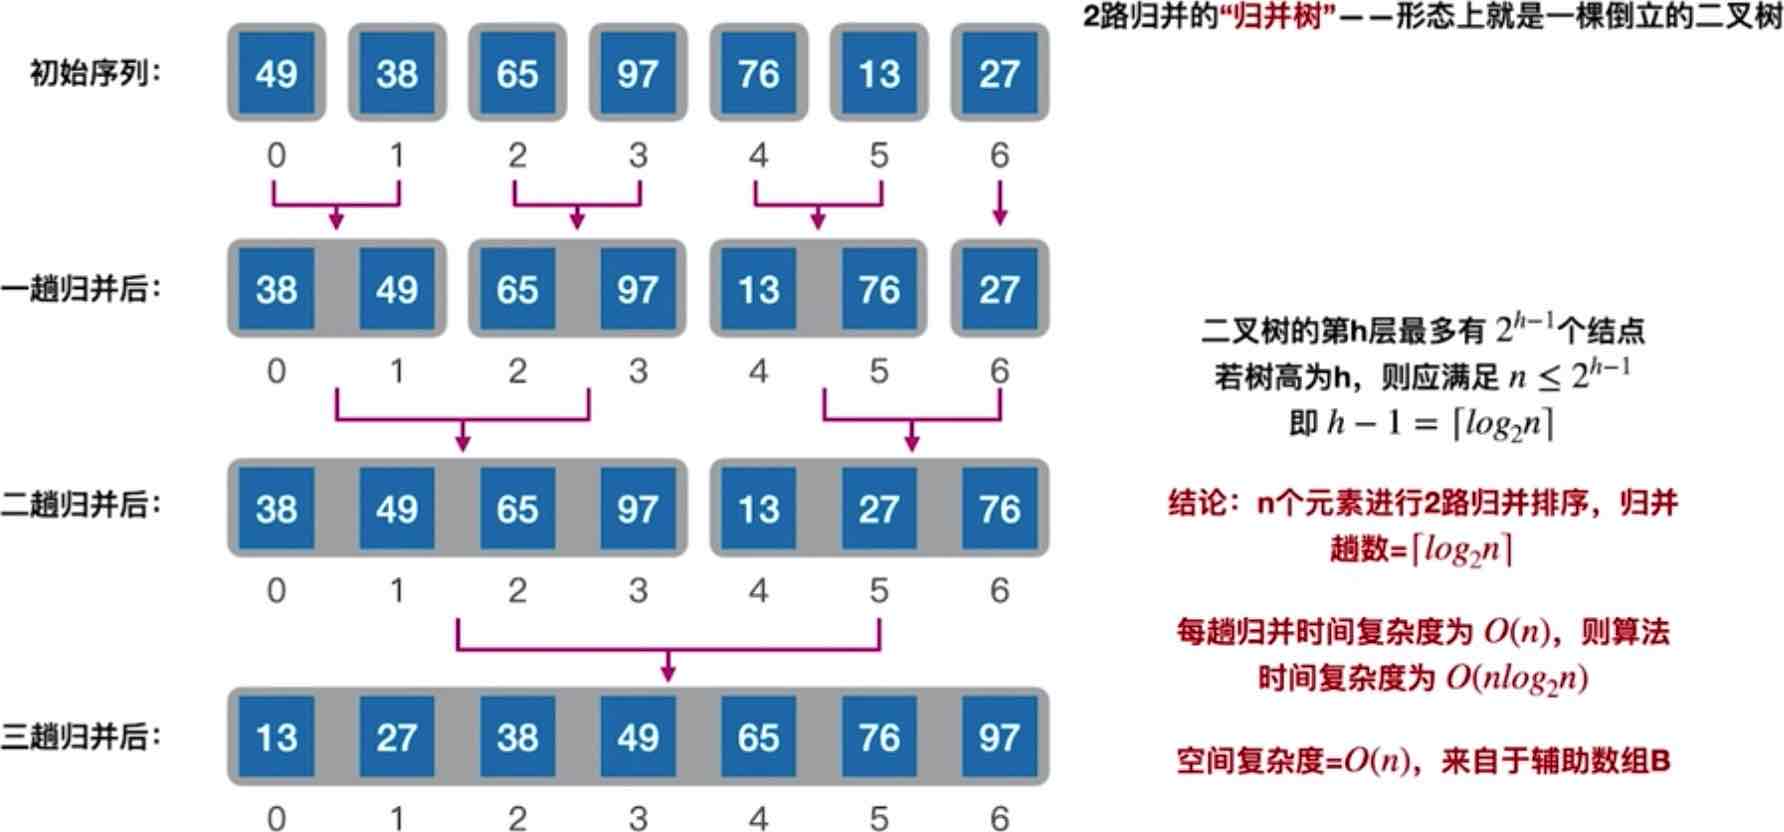 2路归并的“归并树”——形态上就是一棵倒立的二叉树
初始序列：
49 38 65 97 76 13 27
0 1 2 3 4 5 6
一趟归并后：
38 49 65 97 13 76 27
0 1 2 3 4 5 6
二趟归并后：
38 49 65 97 13 27 76
0 1 2 3 4 5 6
三趟归并后：
13 27 38 49 65 76 97
0 1 2 3 4 5 6
二叉树的第h层最多有 2^{h−1}个结点
若树高为h，则应满足 n ≤ 2^{h−1}
即 h − 1 = ⌈log₂n⌉
结论：n个元素进行2路归并排序，归并
趟数=⌈log₂n⌉
每趟归并时间复杂度为 O(n)，则算法
时间复杂度为 O(nlog₂n)
空间复杂度=O(n)，来自于辅助数组B